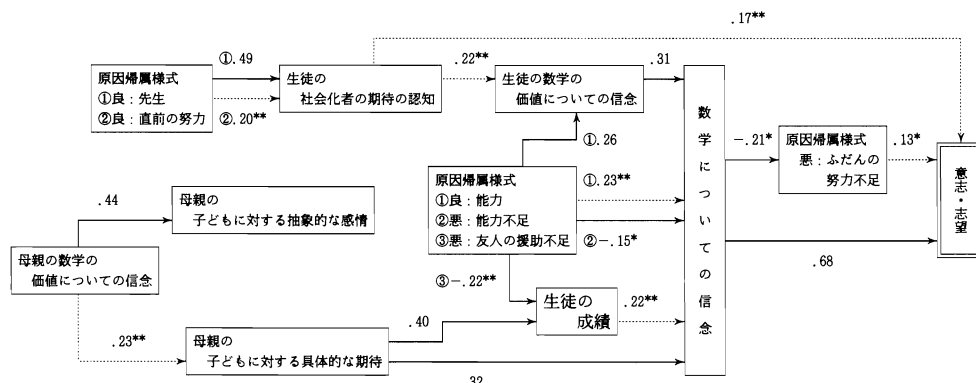 .17**
①.49
.22**
.31
原因帰属様式
①良：先生
②良：直前の努力
②.20**
生徒の
社会化者の期待の認知
生徒の数学の
価値についての信念
①.26
数学についての信念
-.21*
原因帰属様式
悪：ふだんの
努力不足
.13*
意志・志望
原因帰属様式
①良：能力
②悪：能力不足
③悪：友人の援助不足
①.23**
②-.15*
.44
母親の
子どもに対する抽象的な感情
母親の数学の
価値についての信念
.68
③-.22**
生徒の
成績
.22**
.23**
母親の
子どもに対する具体的な期待
.40
.32